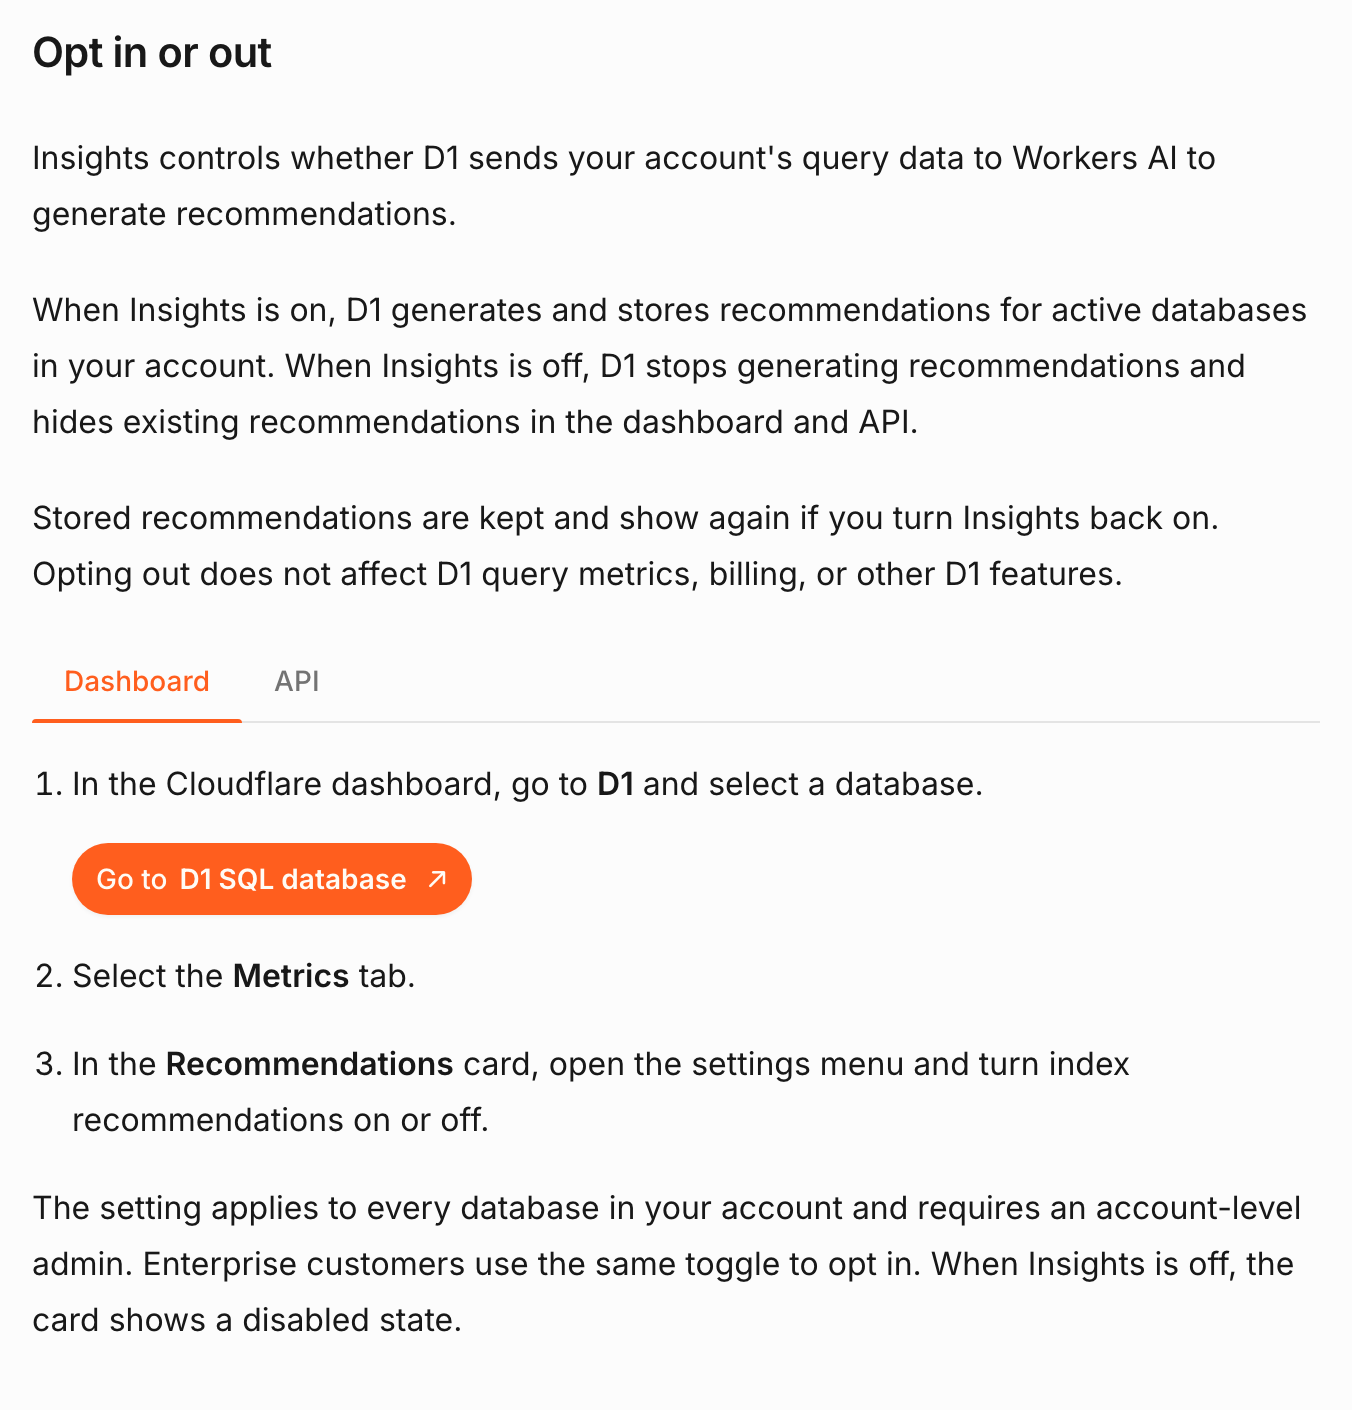 Opt in or out
Insights controls whether D1 sends your account's query data to Workers AI to
generate recommendations.
When Insights is on, D1 generates and stores recommendations for active databases
in your account. When Insights is off, D1 stops generating recommendations and
hides existing recommendations in the dashboard and API.
Stored recommendations are kept and show again if you turn Insights back on.
Opting out does not affect D1 query metrics, billing, or other D1 features.
Dashboard API
1. In the Cloudflare dashboard, go to D1 and select a database.
Go to D1 SQL database ↗
2. Select the Metrics tab.
3. In the Recommendations card, open the settings menu and turn index
recommendations on or off.
The setting applies to every database in your account and requires an account-level
admin. Enterprise customers use the same toggle to opt in. When Insights is off, the
card shows a disabled state.